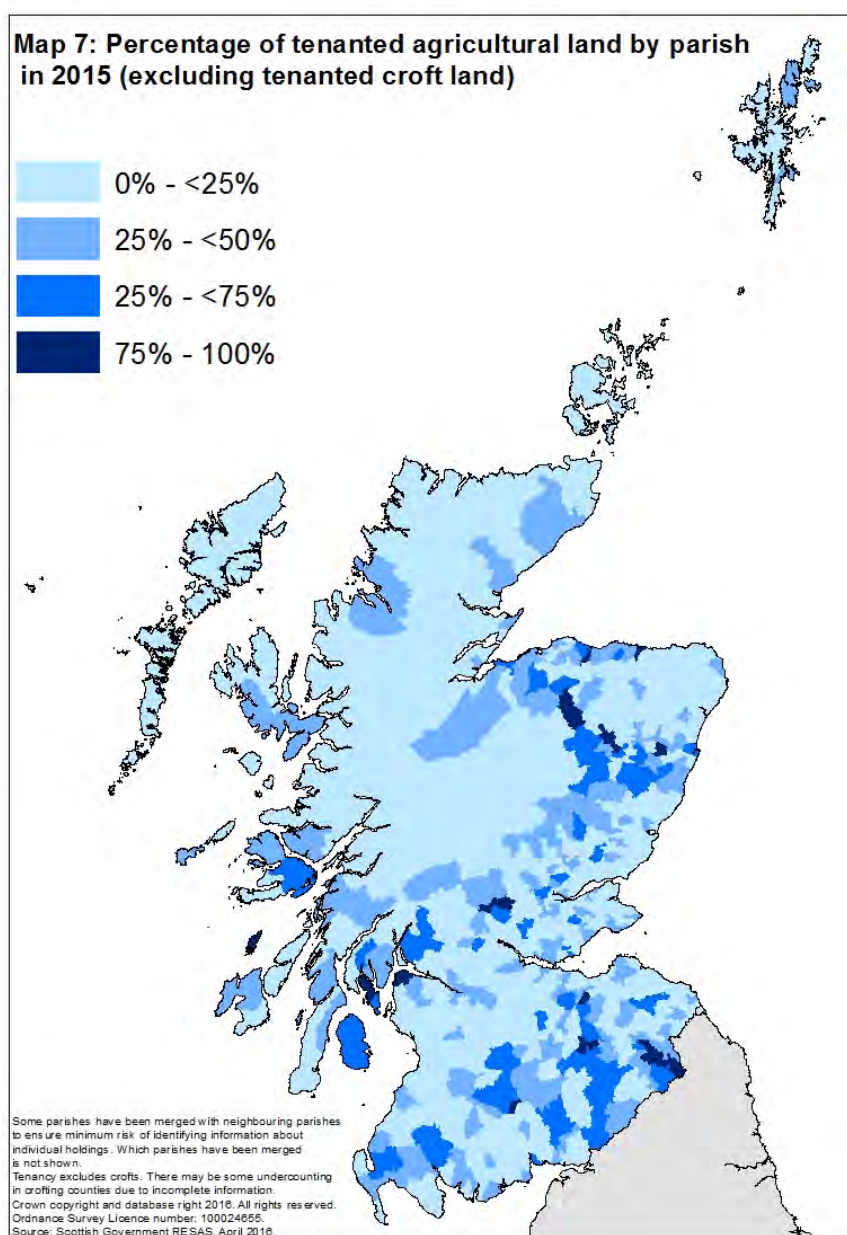 Map 7: Percentage of tenanted agricultural land by parish
in 2015 (excluding tenanted croft land)
0% - <25%
25% - <50%
25% - <75%
75% - 100%
Some parishes have been merged with neighbouring parishes
to ensure minimum risk of identifying information about
individual holdings. Which parishes have been merged
is not shown.
Tenancy excludes crofts. There may be some undercounting
in crofting counties due to incomplete information.
Crown copyright and database right 2016. All rights reserved.
Ordnance Survey Licence number: 100024655.
Source: Scottish Government RESAS, April 2016.